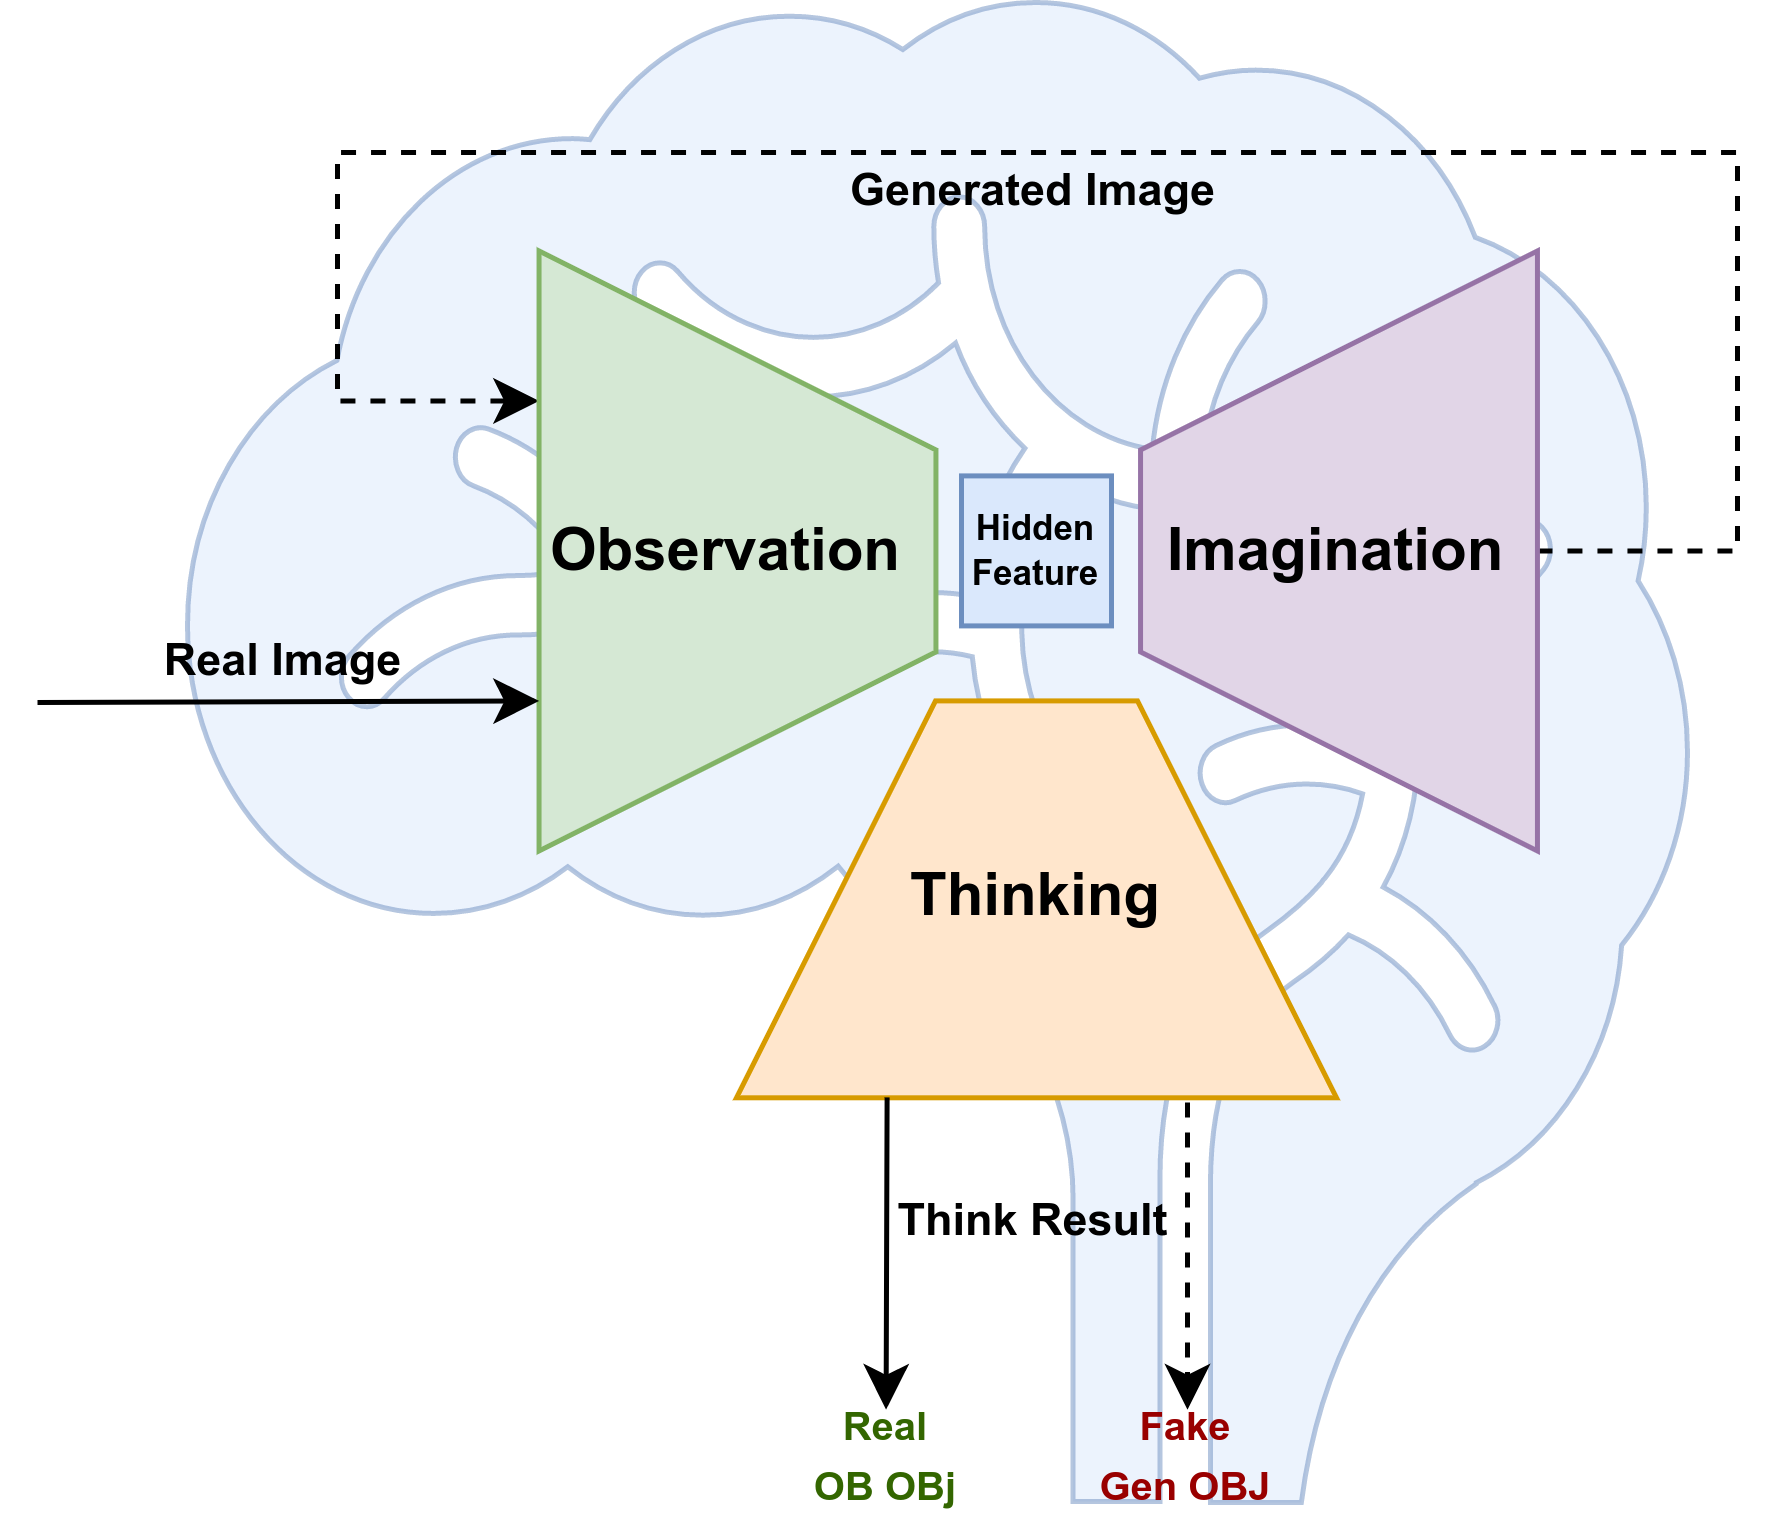 Generated Image
Observation
Hidden
Feature
Imagination
Real Image
Thinking
Think Result
Real
OB OBj
Fake
Gen OBJ